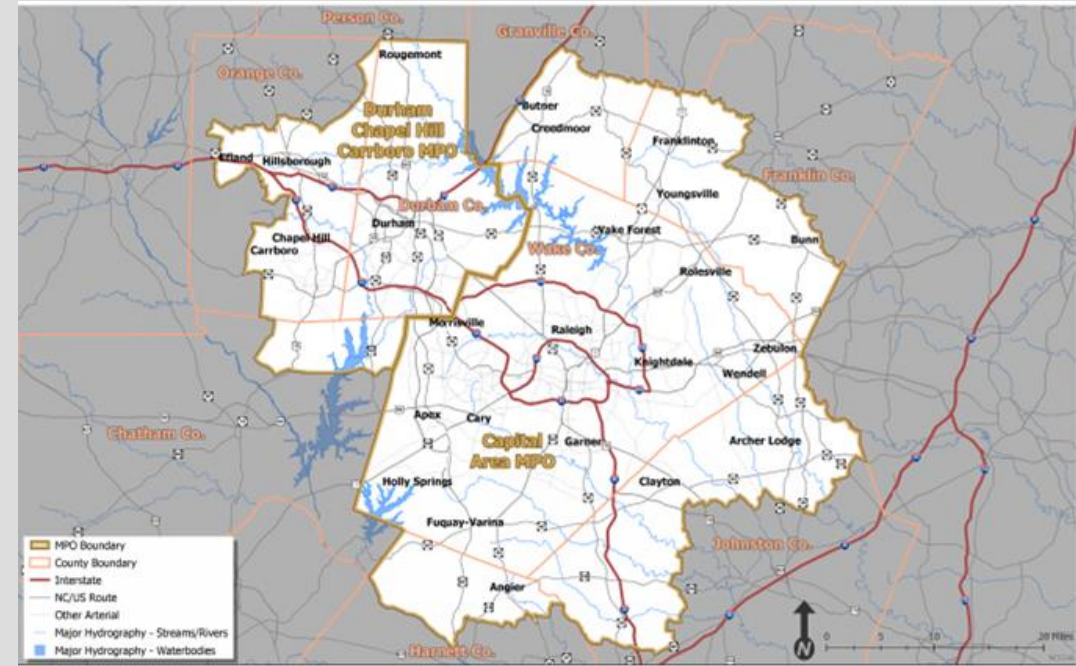 Person Co.
Granville Co.
Rougemont
Orange Co.
Durham
Chapel Hill
Carrboro MPO
Butner
Creedmoor
Franklinton
Efland
Hillsborough
Franklin Co.
Youngsville
Durham Co.
Durham
Wake Forest
Chapel Hill
Carrboro
Bunn
Wake Co.
Rolesville
Morrisville
Raleigh
Knightdale
Zebulon
Wendell
Apex
Cary
Chatham Co.
Capital
Area MPO
Garner
Archer Lodge
Holly Springs
Clayton
Fuquay-Varina
Johnston Co.
Angier
Harnett Co.
MPO Boundary
County Boundary
Interstate
NC/US Route
Other Arterial
Major Hydrography - Streams/Rivers
Major Hydrography - Waterbodies
N
0 5 10 20 Miles